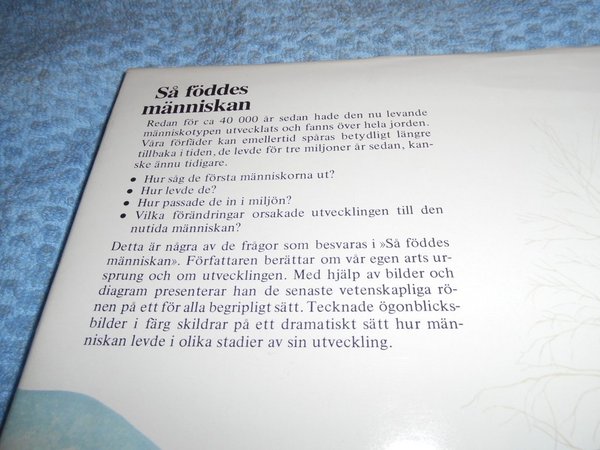 Så föddes
människan
Redan för ca 40 000 år sedan hade den nu levande
människotypen utvecklats och fanns över hela jorden.
Våra förfäder kan emellertid spåras betydligt längre
tillbaka i tiden, de levde för tre miljoner år sedan, kan-
ske ännu tidigare.
• Hur såg de första människorna ut?
• Hur levde de?
• Hur passade de in i miljön?
• Vilka förändringar orsakade utvecklingen till den
nutida människan?
Detta är några av de frågor som besvaras i »Så föddes
människan». Författaren berättar om vår egen arts ur-
sprung och om utvecklingen. Med hjälp av bilder och
diagram presenterar han de senaste vetenskapliga rö-
nen på ett för alla begripligt sätt. Tecknade ögonblicks-
bilder i färg skildrar på ett dramatiskt sätt hur män-
niskan levde i olika stadier av sin utveckling.